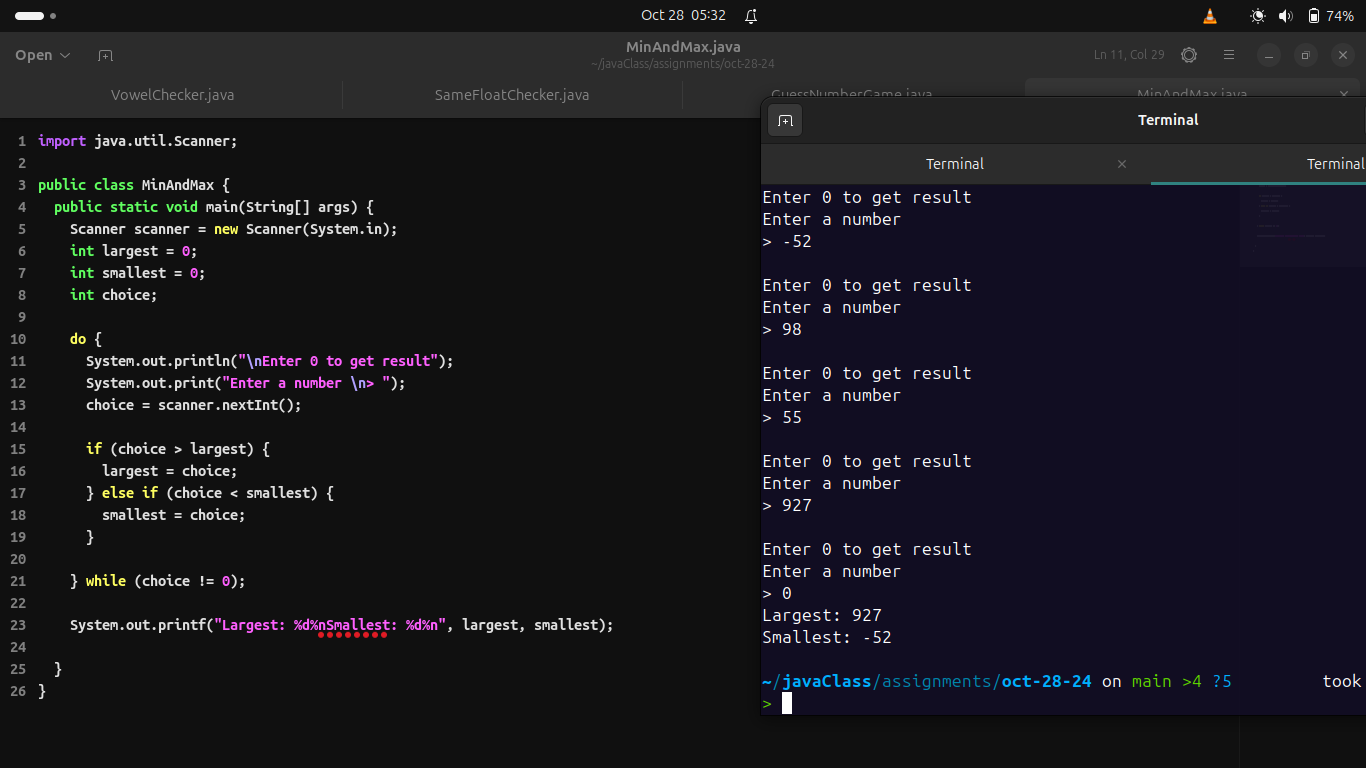 Oct 28 05:32
74%
Open
MinAndMax.java
~/javaClass/assignments/oct-28-24
Ln 11, Col 29
VowelChecker.java
SameFloatChecker.java
GuessNumberGame.java
MinAndMax.java
1 import java.util.Scanner;
2
3 public class MinAndMax {
4 public static void main(String[] args) {
5 Scanner scanner = new Scanner(System.in);
6 int largest = 0;
7 int smallest = 0;
8 int choice;
9
10 do {
11 System.out.println("\nEnter 0 to get result");
12 System.out.print("Enter a number \n> ");
13 choice = scanner.nextInt();
14
15 if (choice > largest) {
16 largest = choice;
17 } else if (choice < smallest) {
18 smallest = choice;
19 }
20
21 } while (choice != 0);
22
23 System.out.printf("Largest: %d%nSmallest: %d%n", largest, smallest);
24
25 }
26 }
Terminal
Terminal
Terminal
Enter 0 to get result
Enter a number
> -52
Enter 0 to get result
Enter a number
> 98
Enter 0 to get result
Enter a number
> 55
Enter 0 to get result
Enter a number
> 927
Enter 0 to get result
Enter a number
> 0
Largest: 927
Smallest: -52
~/javaClass/assignments/oct-28-24 on main >4 ?5 took
>